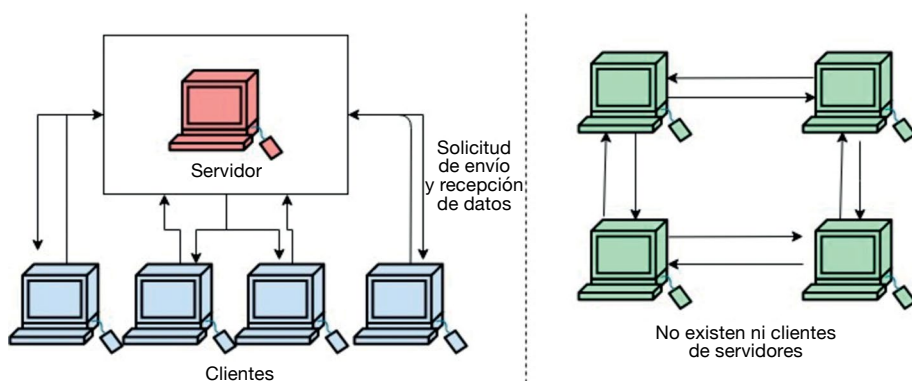 Servidor
Solicitud
de envío
y recepción
de datos
Clientes
No existen ni clientes
de servidores